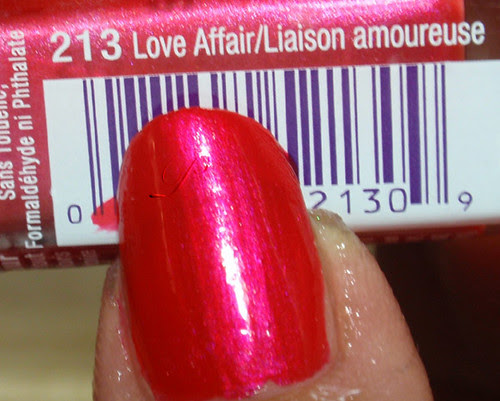 213 Love Affair/Liaison amoureuse
Sans Toluène,
Formaldéhyde ni Phthalate
0 2130 9